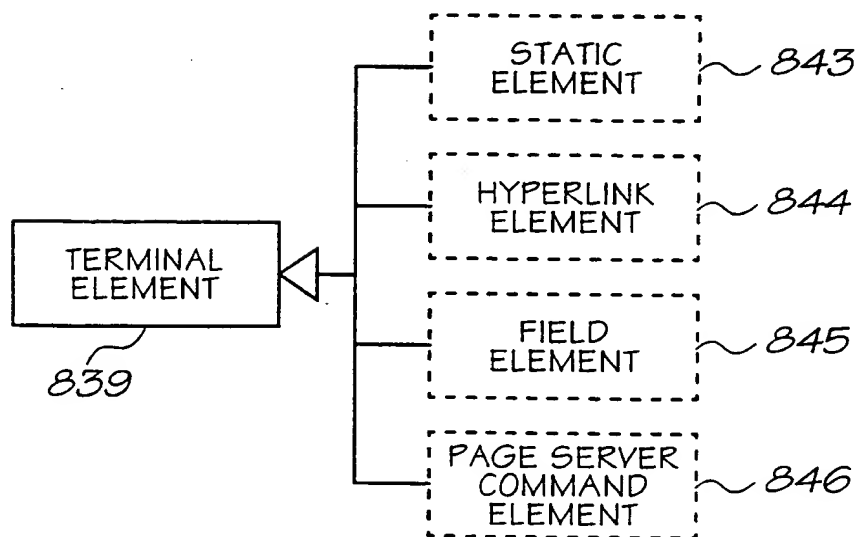 STATIC
ELEMENT
843
HYPERLINK
ELEMENT
844
TERMINAL
ELEMENT
839
FIELD
ELEMENT
845
PAGE SERVER
COMMAND
ELEMENT
846